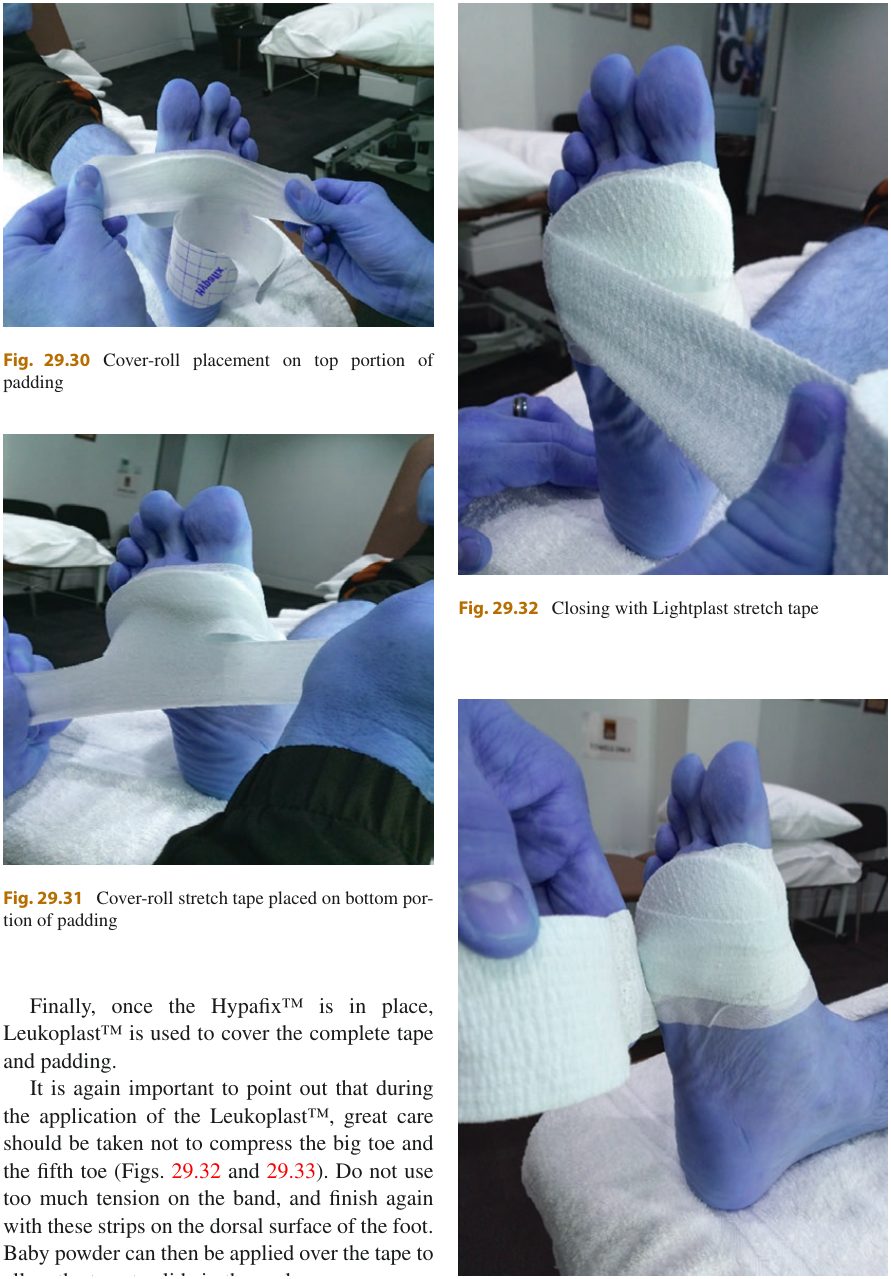 Hypafix
Fig. 29.30 Cover-roll placement on top portion of
padding
Fig. 29.31 Cover-roll stretch tape placed on bottom por-
tion of padding
Finally, once the Hypafix™ is in place,
Leukoplast™ is used to cover the complete tape
and padding.
It is again important to point out that during
the application of the Leukoplast™, great care
should be taken not to compress the big toe and
the fifth toe (Figs. 29.32 and 29.33). Do not use
too much tension on the band, and finish again
with these strips on the dorsal surface of the foot.
Baby powder can then be applied over the tape to
N
G
Fig. 29.32 Closing with Lightplast stretch tape